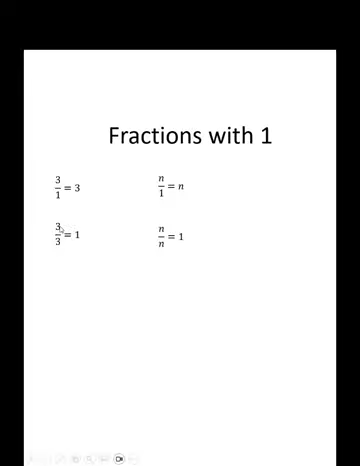 Fractions with 1
3/1 = 3
n/1 = n
3/3 = 1
n/n = 1